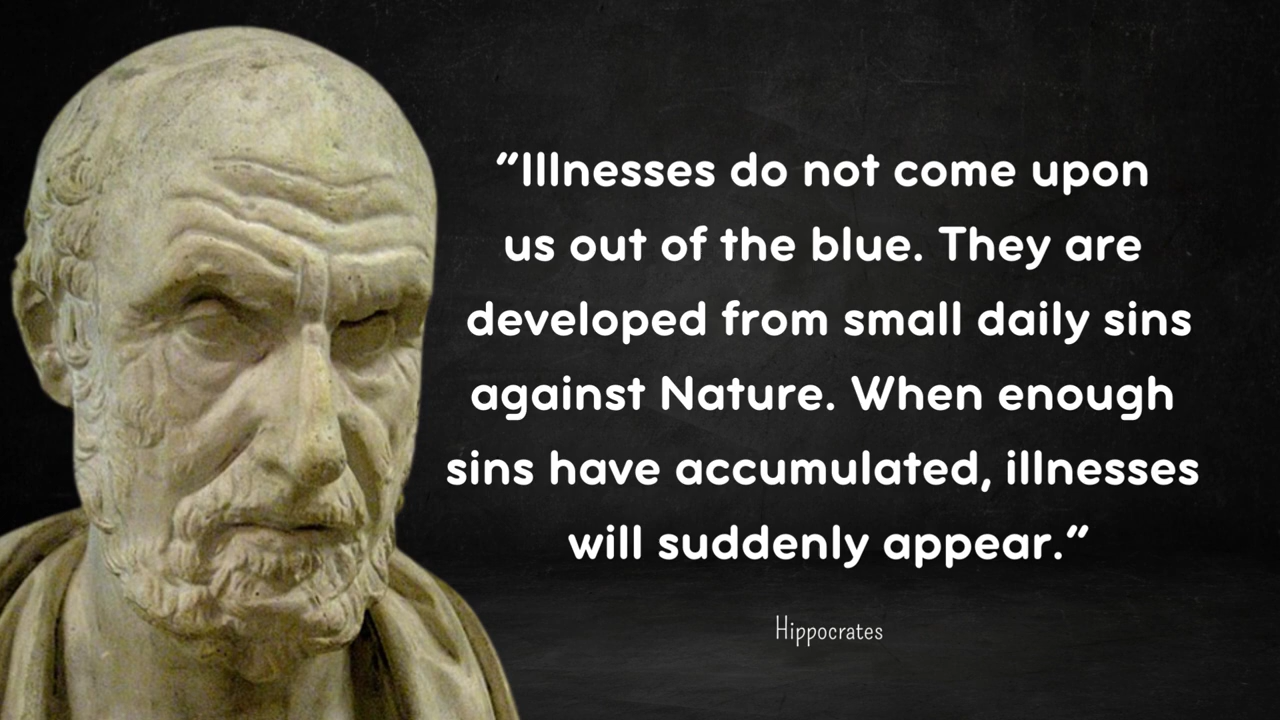 “Illnesses do not come upon
us out of the blue. They are
developed from small daily sins
against Nature. When enough
sins have accumulated, illnesses
will suddenly appear.”
Hippocrates